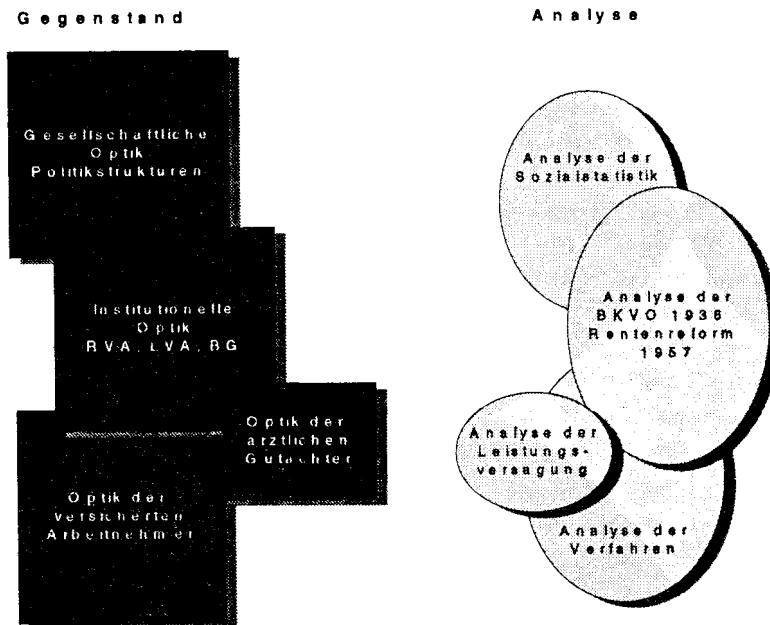 Gegenstand
Analyse
Gesellschaftliche
Optik
Politikstrukturen
Institutionelle
Optik
RVA, LVA, BG
Optik der
ärztlichen
Gutachter
Optik der
versicherten
Arbeitnehmer
Analyse der
Sozialstatistik
Analyse der
BKVO 1936
Rentenreform
1957
Analyse der
Leistungs-
versagung
Analyse der
Verfahren